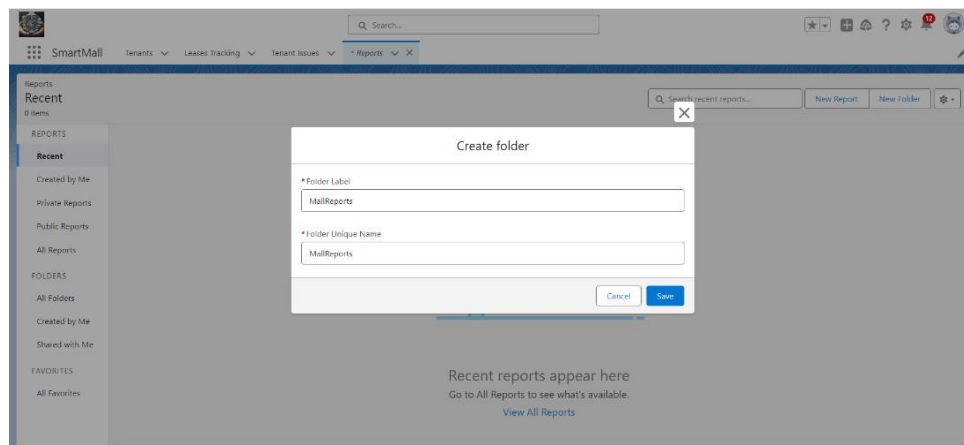 Search...
12
SmartMall Tenants Leases Tracking Tenant Issues * Reports
Reports
Recent
0 items
Search recent reports...
New Report New Folder
REPORTS
Recent
Created by Me
Private Reports
Public Reports
All Reports
FOLDERS
All Folders
Created by Me
Shared with Me
FAVORITES
All Favorites
Create folder
* Folder Label
MallReports
* Folder Unique Name
MallReports
Cancel Save
Recent reports appear here
Go to All Reports to see what's available.
View All Reports